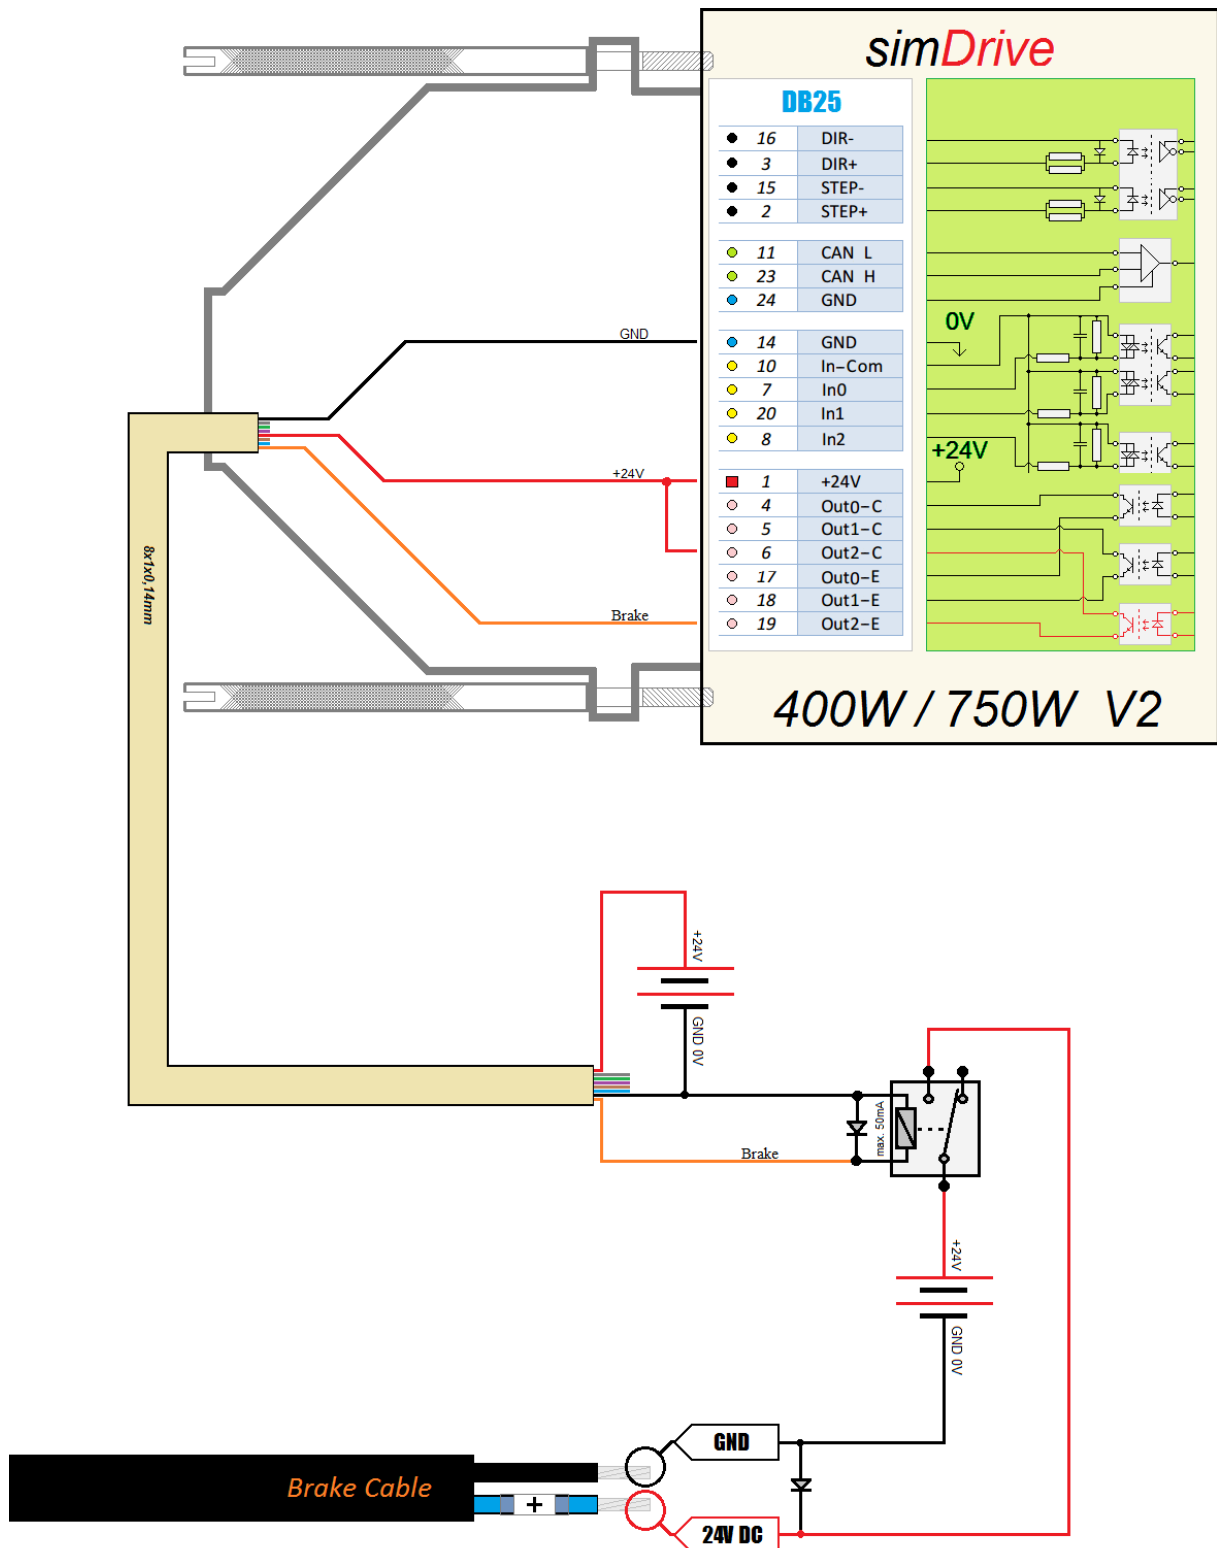 simDrive
DB25
16 DIR-
3 DIR+
15 STEP-
2 STEP+
11 CAN L
23 CAN H
24 GND
14 GND
10 In-Com
7 In0
20 In1
8 In2
1 +24V
4 Out0-C
5 Out1-C
6 Out2-C
17 Out0-E
18 Out1-E
19 Out2-E
0V
+24V
400W / 750W V2
GND
+24V
Brake
8x1x0,14mm
+24V
GND 0V
max. 50mA
Brake
+24V
GND 0V
GND
Brake Cable
+
24V DC